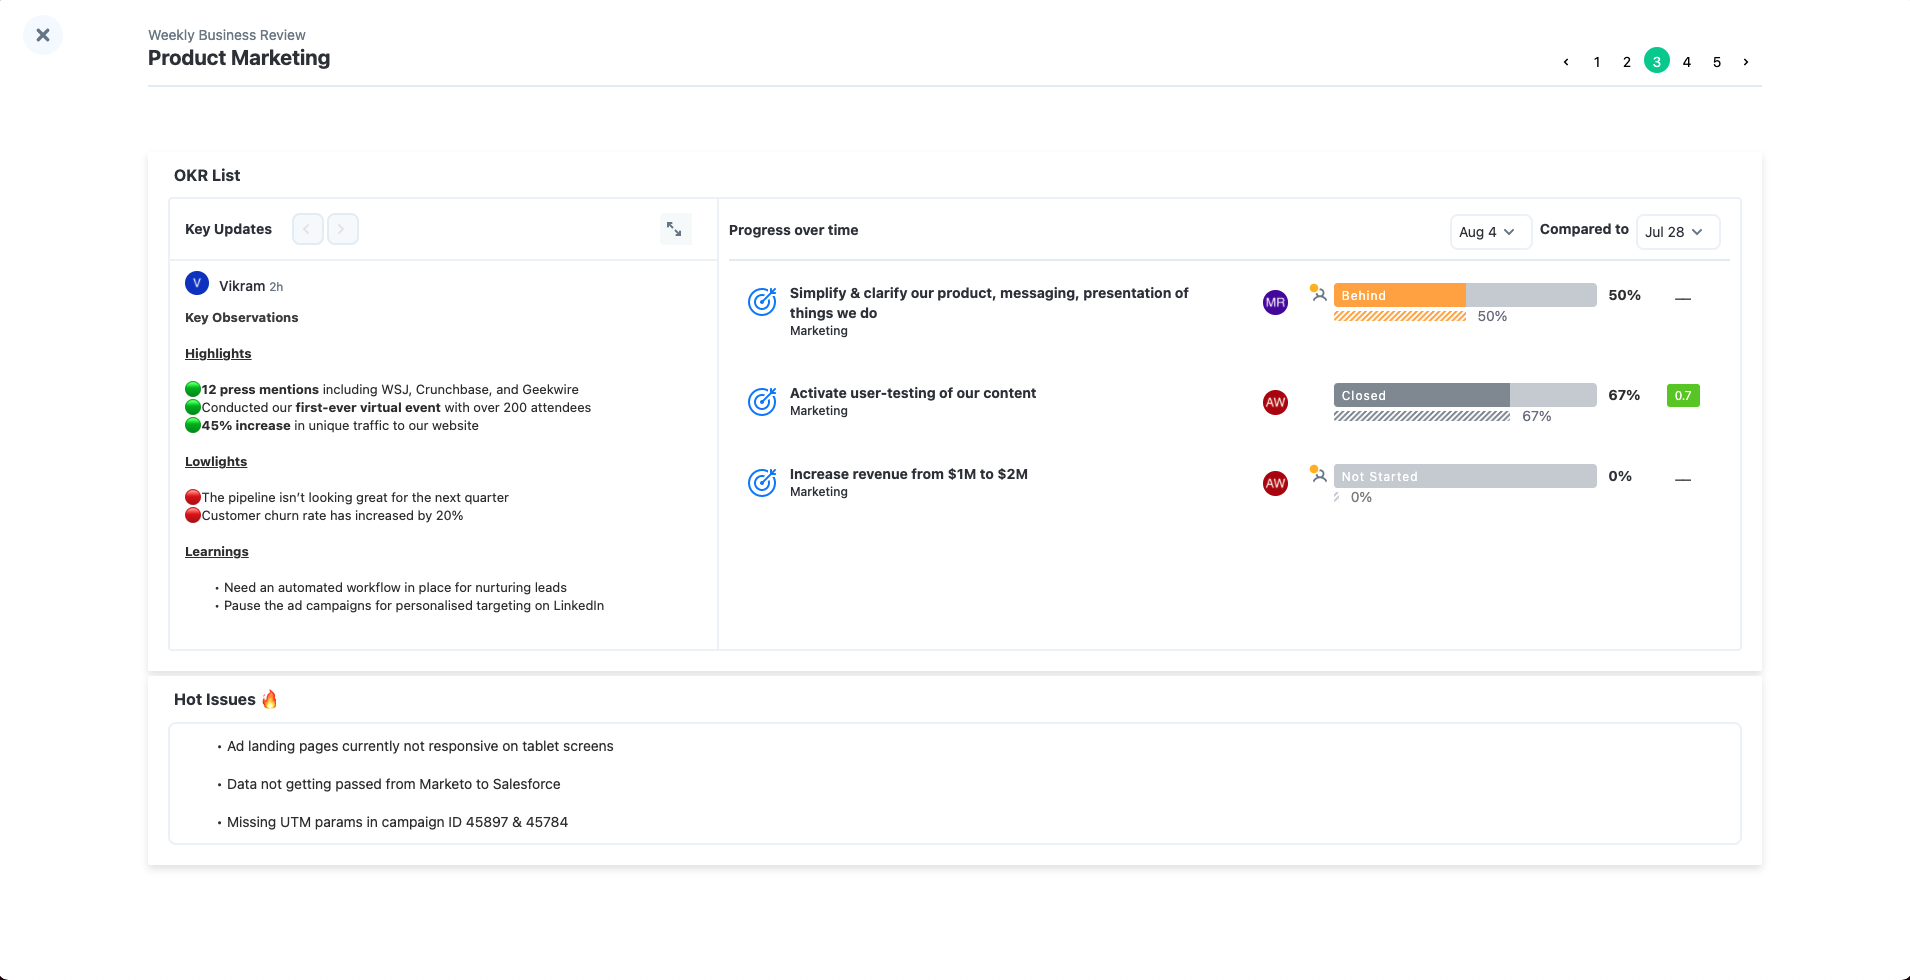 Weekly Business Review
Product Marketing
1 2 3 4 5
OKR List
Key Updates
V Vikram 2h
Key Observations
Highlights
12 press mentions including WSJ, Crunchbase, and Geekwire
Conducted our first-ever virtual event with over 200 attendees
45% increase in unique traffic to our website
Lowlights
The pipeline isn’t looking great for the next quarter
Customer churn rate has increased by 20%
Learnings
• Need an automated workflow in place for nurturing leads
• Pause the ad campaigns for personalised targeting on LinkedIn
Progress over time
Aug 4 Compared to Jul 28
Simplify & clarify our product, messaging, presentation of
things we do
Marketing
MR Behind 50% —
50%
Activate user-testing of our content
Marketing
AW Closed 67% 0.7
67%
Increase revenue from $1M to $2M
Marketing
AW Not Started 0% —
0%
Hot Issues 🔥
• Ad landing pages currently not responsive on tablet screens
• Data not getting passed from Marketo to Salesforce
• Missing UTM params in campaign ID 45897 & 45784